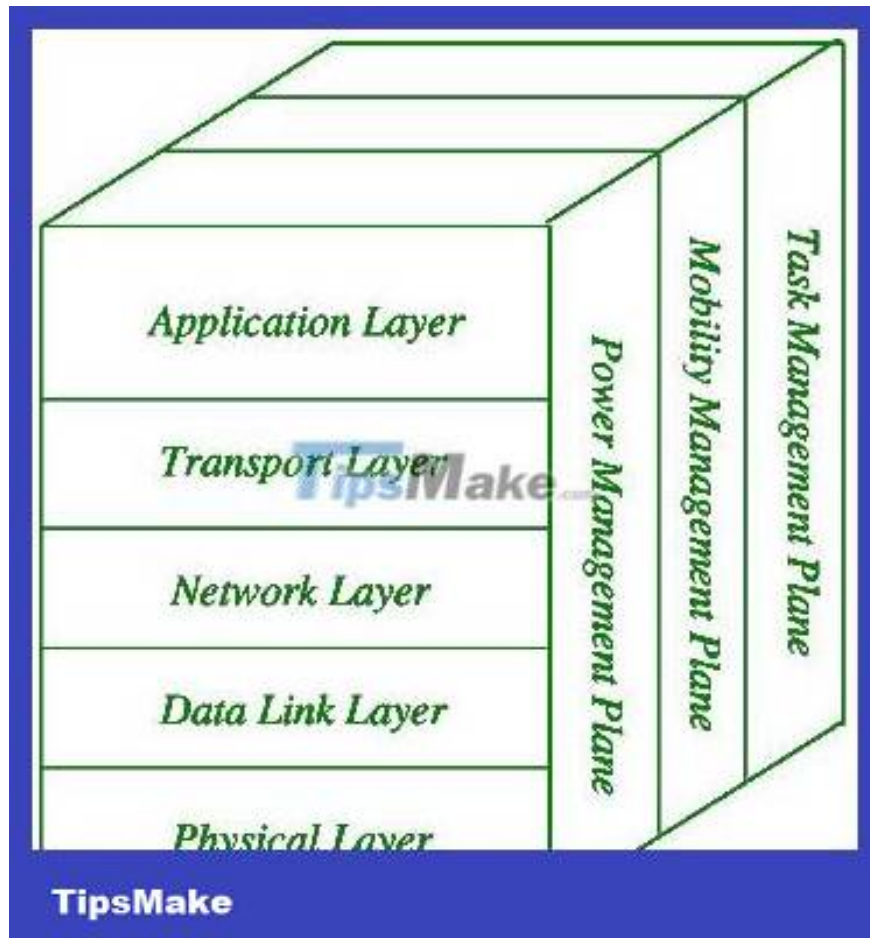 Application Layer
Transport Layer
Network Layer
Data Link Layer
Physical Layer
Power Management Plane
Mobility Management Plane
Task Management Plane
TipsMake.com
TipsMake